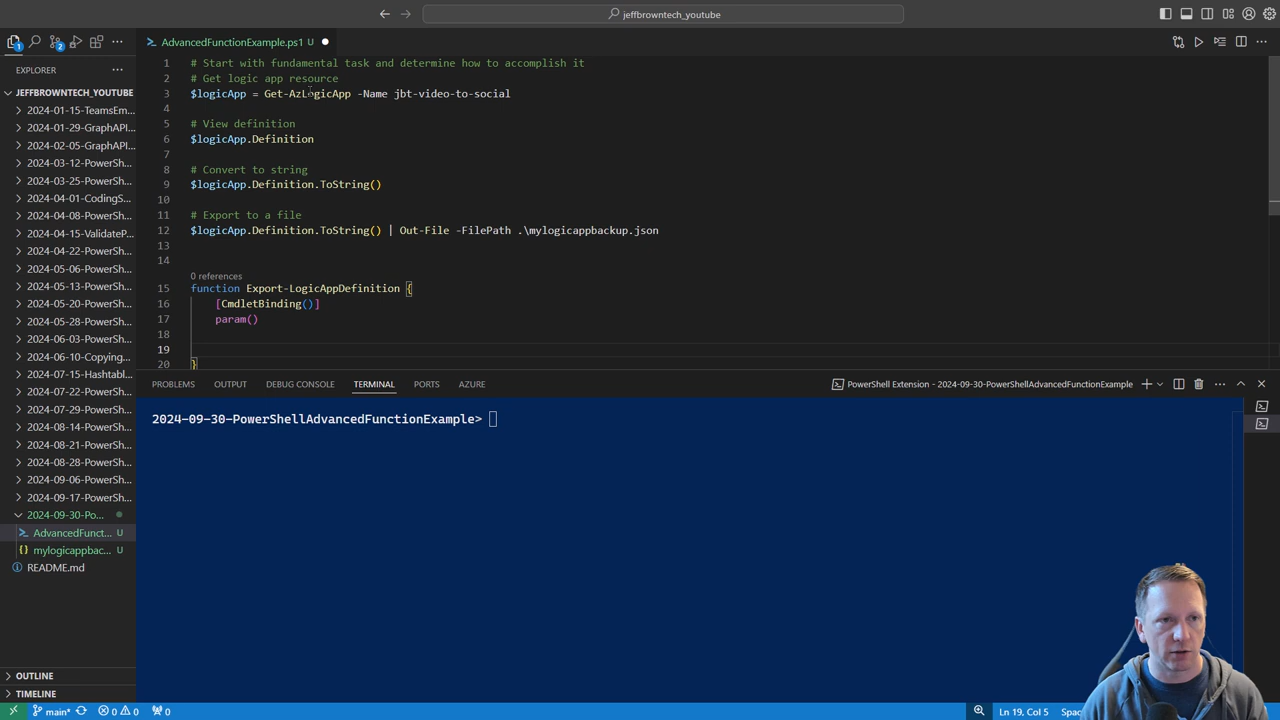 jeffbrowntech_youtube
AdvancedFunctionExample.ps1 U
EXPLORER
JEFFBROWNTECH_YOUTUBE
2024-01-15-TeamsEm...
2024-01-29-GraphAPI...
2024-02-05-GraphAPI...
2024-03-12-PowerSh...
2024-03-25-PowerSh...
2024-04-01-CodingS...
2024-04-08-PowerSh...
2024-04-15-ValidateP...
2024-04-22-PowerSh...
2024-05-06-PowerSh...
2024-05-13-PowerSh...
2024-05-20-PowerSh...
2024-05-28-PowerSh...
2024-06-03-PowerSh...
2024-06-10-Copying...
2024-07-15-Hashtabl...
2024-07-22-PowerSh...
2024-07-29-PowerSh...
2024-08-14-PowerSh...
2024-08-21-PowerSh...
2024-08-28-PowerSh...
2024-09-06-PowerSh...
2024-09-17-PowerSh...
2024-09-30-Po...
AdvancedFunct... U
mylogicappbac... U
README.md
OUTLINE
TIMELINE
1 # Start with fundamental task and determine how to accomplish it
2 # Get logic app resource
3 $logicApp = Get-AzLogicApp -Name jbt-video-to-social
4
5 # View definition
6 $logicApp.Definition
7
8 # Convert to string
9 $logicApp.Definition.ToString()
10
11 # Export to a file
12 $logicApp.Definition.ToString() | Out-File -FilePath .\mylogicappbackup.json
13
14
0 references
15 function Export-LogicAppDefinition {
16 [CmdletBinding()]
17 param()
18
19
20 }
PROBLEMS OUTPUT DEBUG CONSOLE TERMINAL PORTS AZURE
PowerShell Extension - 2024-09-30-PowerShellAdvancedFunctionExample
2024-09-30-PowerShellAdvancedFunctionExample>
main* 0 0 0
Ln 19, Col 5